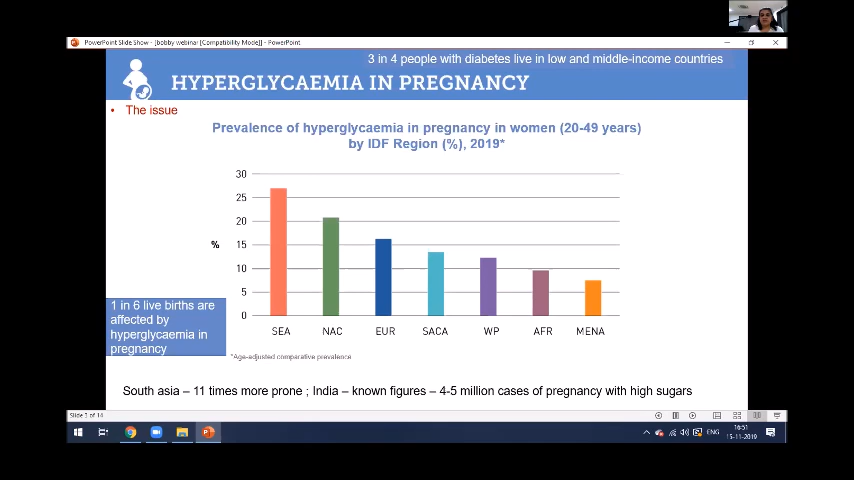 PowerPoint Slide Show - [bobby webinar [Compatibility Mode]] - PowerPoint
3 in 4 people with diabetes live in low and middle-income countries
HYPERGLYCAEMIA IN PREGNANCY
• The issue
Prevalence of hyperglycaemia in pregnancy in women (20-49 years)
by IDF Region (%), 2019*
30
25
20
%
15
10
5
0
SEA NAC EUR SACA WP AFR MENA
1 in 6 live births are
affected by
hyperglycaemia in
pregnancy
*Age-adjusted comparative prevalence
South asia – 11 times more prone ; India – known figures – 4-5 million cases of pregnancy with high sugars
Slide 3 of 14
ENG
16:51
15-11-2019